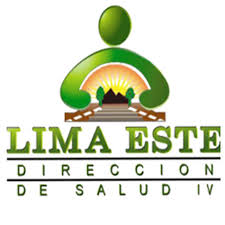 LIMA ESTE
DIRECCION
DE SALUD IV